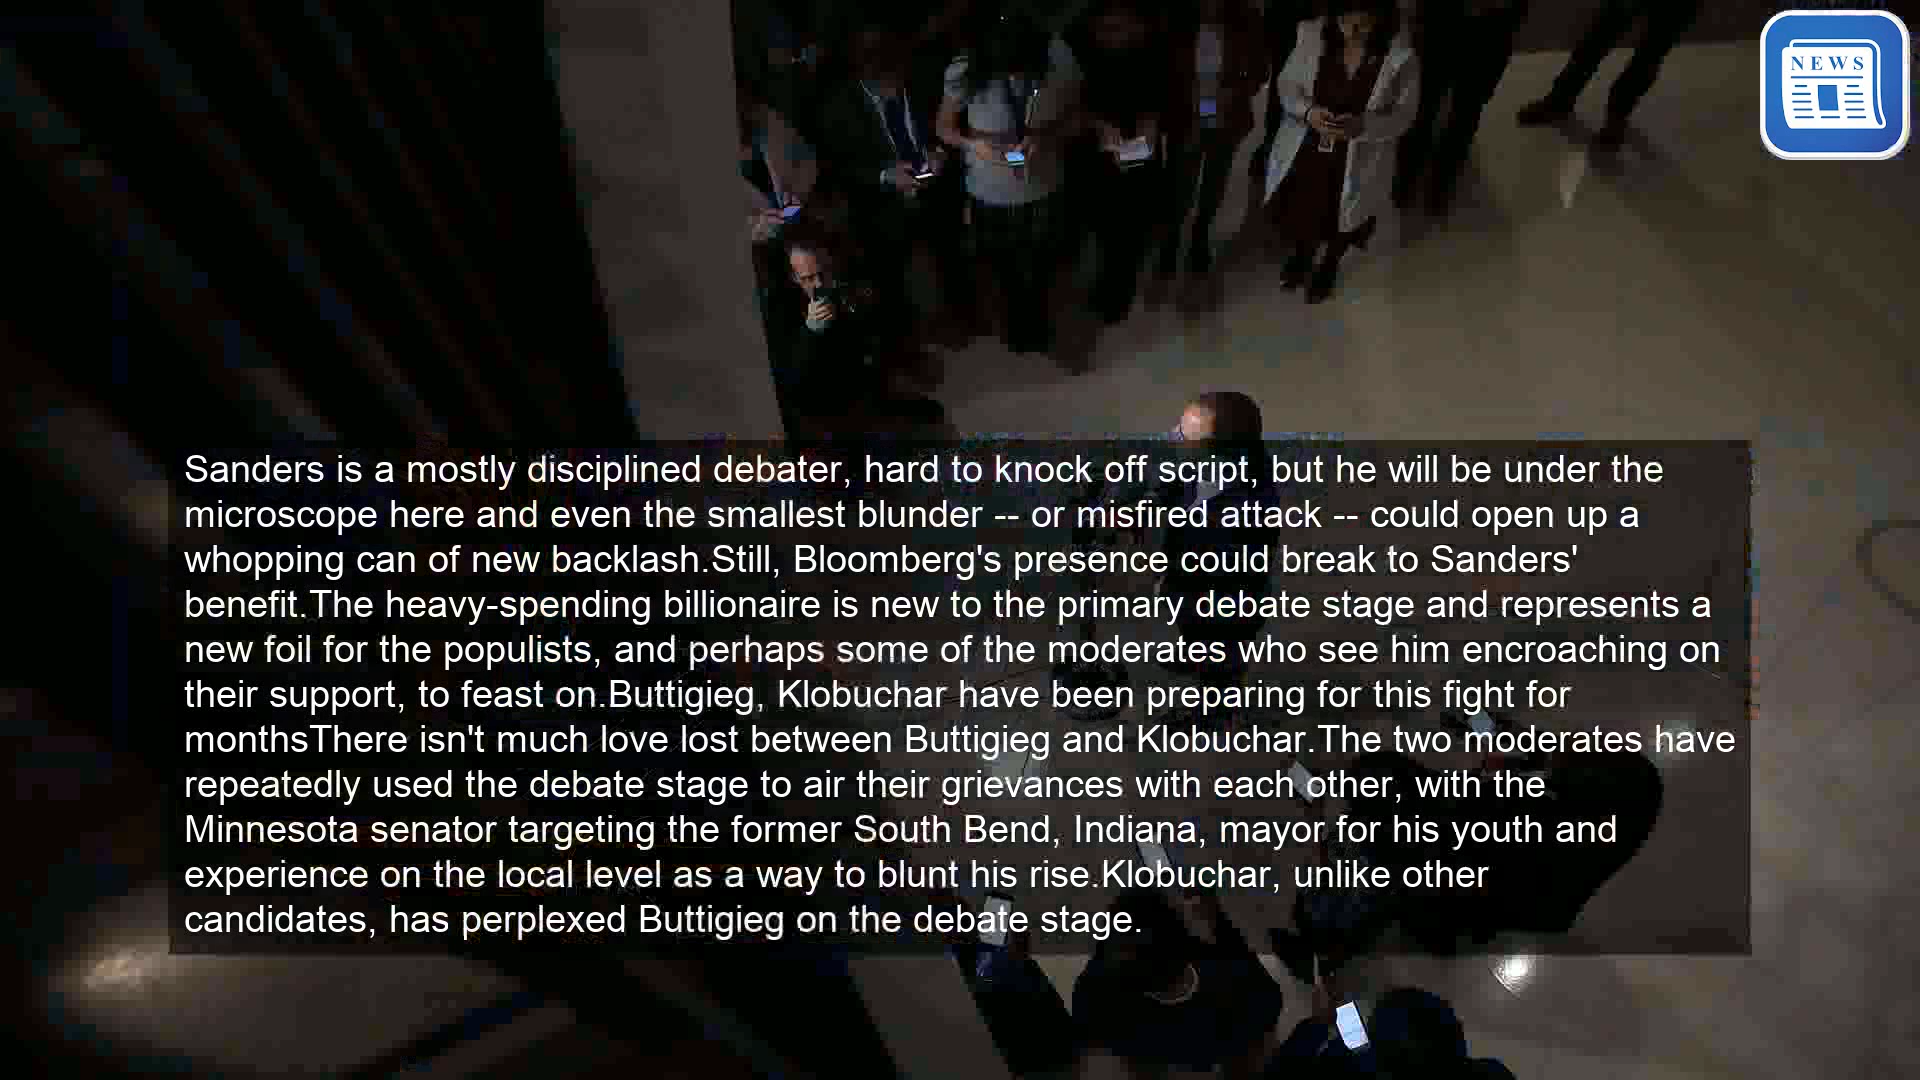 NEWS
Sanders is a mostly disciplined debater, hard to knock off script, but he will be under the
microscope here and even the smallest blunder -- or misfired attack -- could open up a
whopping can of new backlash.Still, Bloomberg's presence could break to Sanders'
benefit.The heavy-spending billionaire is new to the primary debate stage and represents a
new foil for the populists, and perhaps some of the moderates who see him encroaching on
their support, to feast on.Buttigieg, Klobuchar have been preparing for this fight for
monthsThere isn't much love lost between Buttigieg and Klobuchar.The two moderates have
repeatedly used the debate stage to air their grievances with each other, with the
Minnesota senator targeting the former South Bend, Indiana, mayor for his youth and
experience on the local level as a way to blunt his rise.Klobuchar, unlike other
candidates, has perplexed Buttigieg on the debate stage.